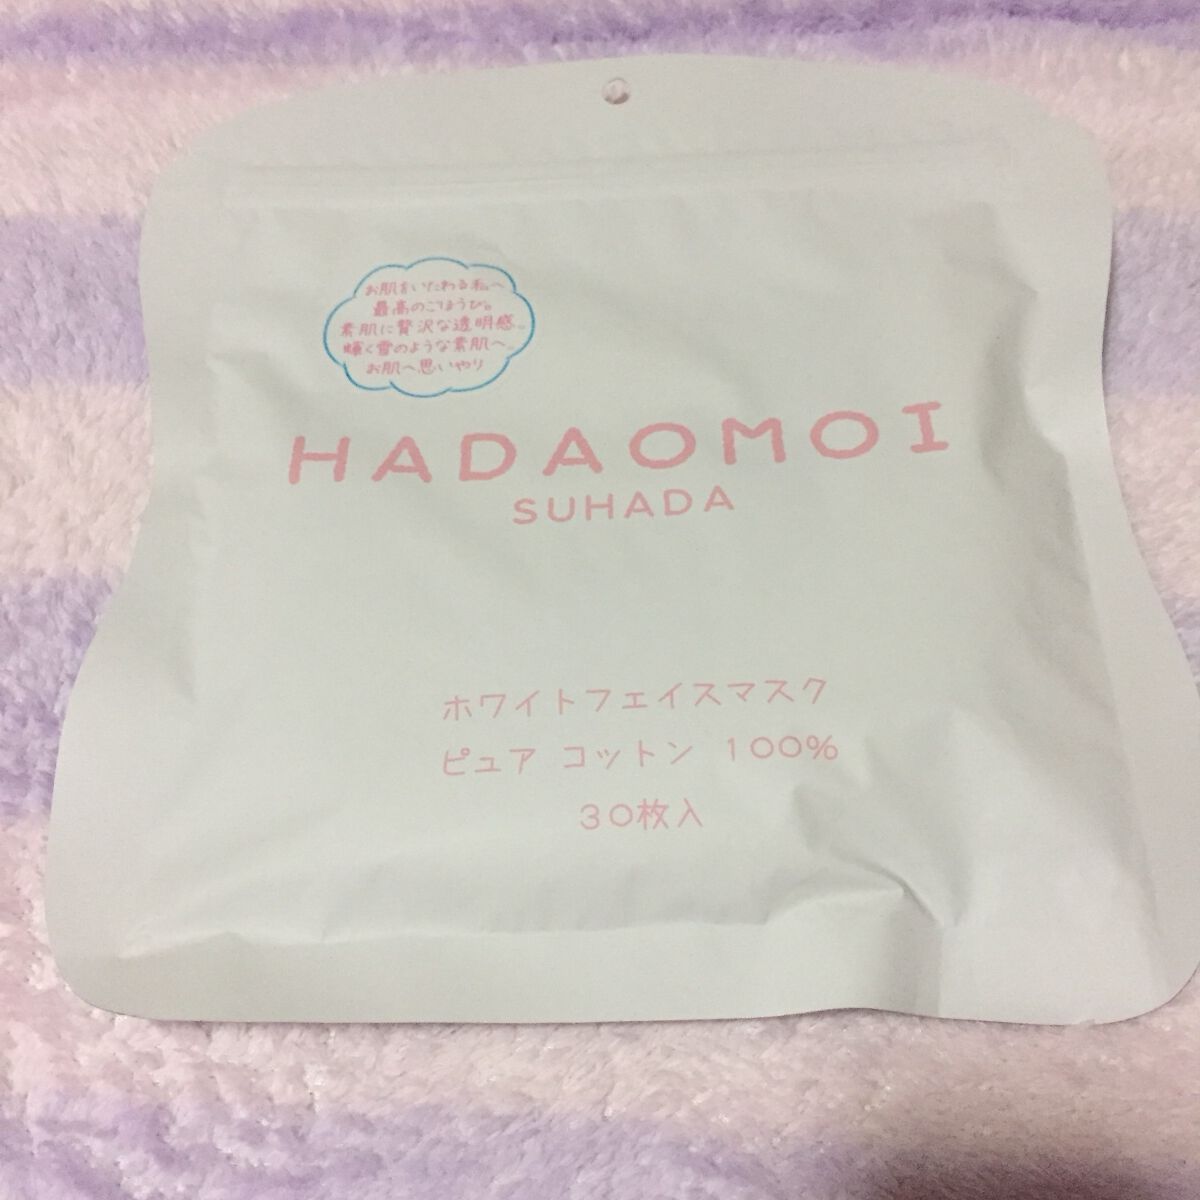 お肌をいたわる私へ
最高のごほうび。
素肌に贅沢な透明感。
輝く雪のような素肌へ。
お肌へ思いやり
HADAOMOI
SUHADA
ホワイトフェイスマスク
ピュア コットン 100%
30枚入